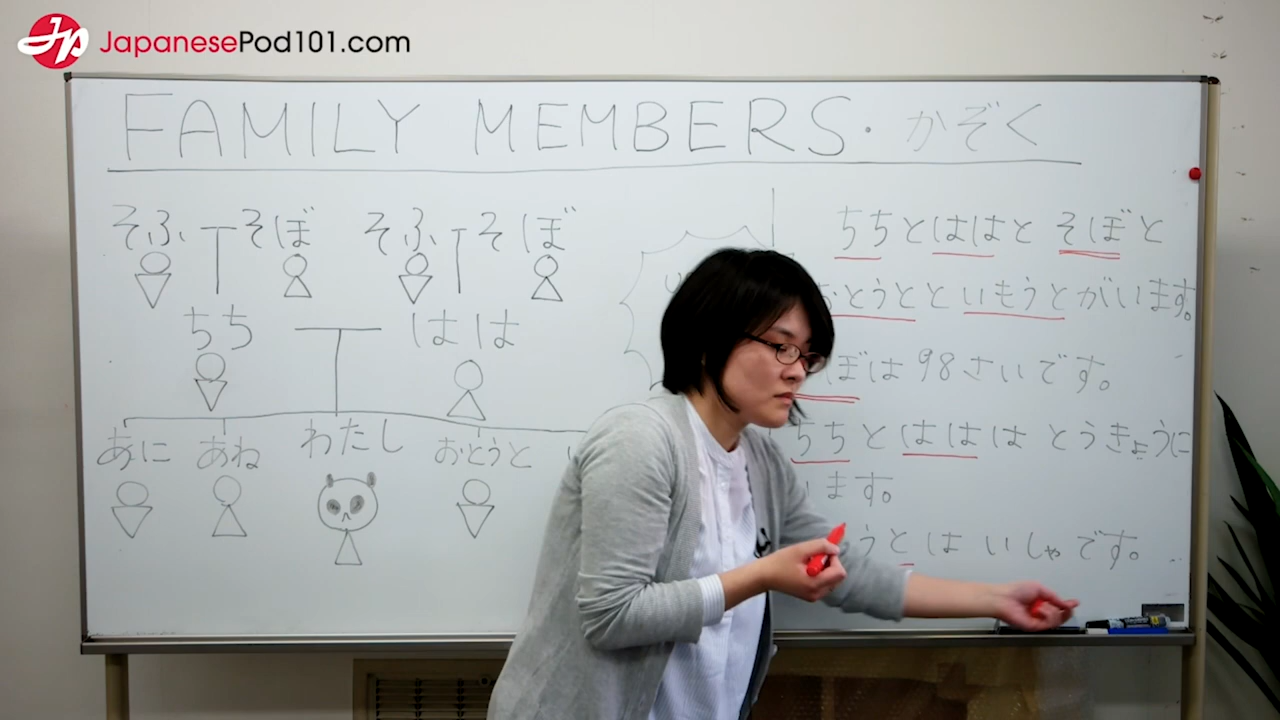 JapanesePod101.com
FAMILY MEMBERS・かぞく
そふ そぼ そふ そぼ
ちち はは
あに あね わたし おとうと
ちちとははと そぼと
おとうとと いもうとがいます。
ぼは 98さいです。
ちちと ははは とうきょうに
います。
うとは いしゃです。